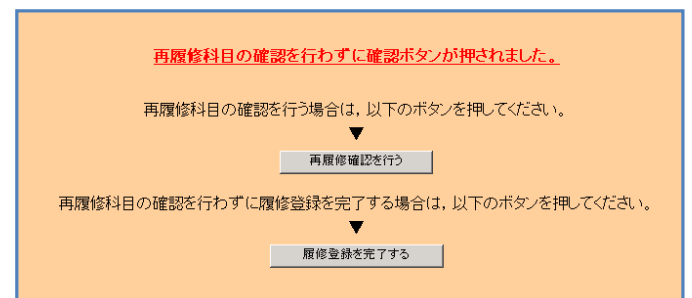 再履修科目の確認を行わずに確認ボタンが押されました。
再履修科目の確認を行う場合は，以下のボタンを押してください。
▼
再履修確認を行う
再履修科目の確認を行わずに履修登録を完了する場合は，以下のボタンを押してください。
▼
履修登録を完了する